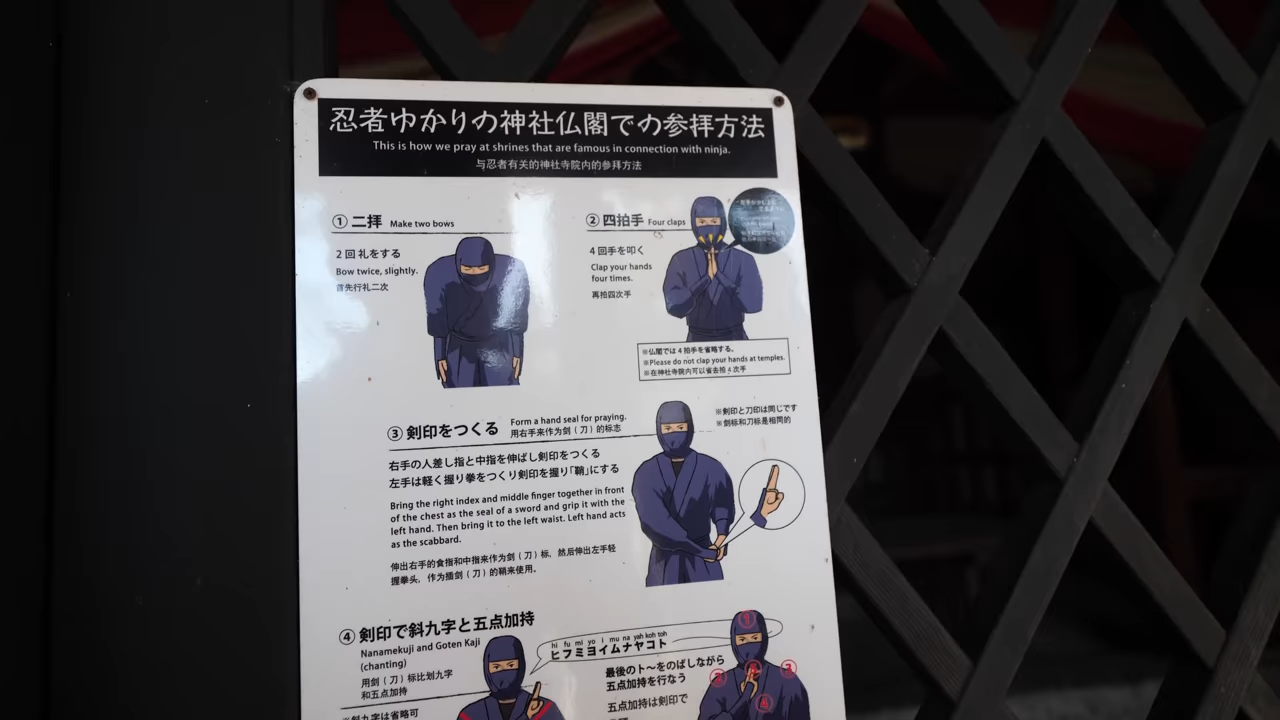 忍者ゆかりの神社仏閣での参拝方法
This is how we pray at shrines that are famous in connection with ninja.
与忍者有关的神社寺院内的参拜方法
① 二拝 Make two bows
2回礼をする
Bow twice, slightly.
首先行礼二次
② 四拍手 Four claps
4回手を叩く
Clap your hands
four times.
再拍四次手
※仏閣では4拍手を省略する。
※Please do not clap your hands at temples.
※在神社寺院内可以省去拍4次手
③ 剣印をつくる
Form a hand seal for praying.
用右手来作为剑（刀）的标志
※剣印と刀印は同じです
※剑标和刀标是相同的
右手の人差し指と中指を伸ばし剣印をつくる
左手は軽く握り拳をつくり剣印を握り「鞘」にする
Bring the right index and middle finger together in front
of the chest as the seal of a sword and grip it with the
left hand. Then bring it to the left waist. Left hand acts
as the scabbard.
伸出右手的食指和中指来作为剑（刀）标，然后伸出左手轻
握拳头，作为插剑（刀）的鞘来使用。
④ 剣印で斜九字と五点加持
Nanamekuji and Goten Kaji
(chanting)
用剑（刀）标比划九字
和五点加持
※斜九字は省略可
hi fu mi yo i mu na yah koh toh
ヒフミヨイムナヤコト
最後のト〜をのばしながら
五点加持を行なう
五点加持は剣印で
①
②
③
④